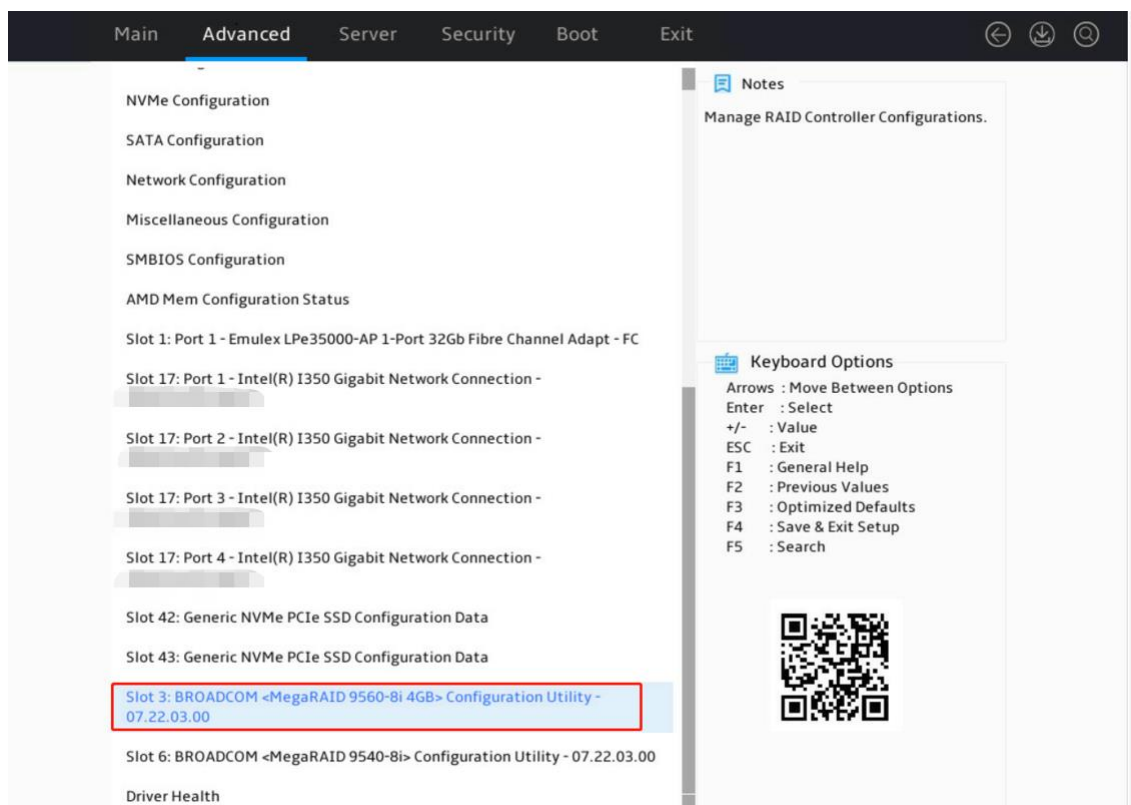 Main Advanced Server Security Boot Exit
NVMe Configuration
SATA Configuration
Network Configuration
Miscellaneous Configuration
SMBIOS Configuration
AMD Mem Configuration Status
Slot 1: Port 1 - Emulex LPe35000-AP 1-Port 32Gb Fibre Channel Adapt - FC
Slot 17: Port 1 - Intel(R) I350 Gigabit Network Connection -
Slot 17: Port 2 - Intel(R) I350 Gigabit Network Connection -
Slot 17: Port 3 - Intel(R) I350 Gigabit Network Connection -
Slot 17: Port 4 - Intel(R) I350 Gigabit Network Connection -
Slot 42: Generic NVMe PCIe SSD Configuration Data
Slot 43: Generic NVMe PCIe SSD Configuration Data
Slot 3: BROADCOM <MegaRAID 9560-8i 4GB> Configuration Utility -
07.22.03.00
Slot 6: BROADCOM <MegaRAID 9540-8i> Configuration Utility - 07.22.03.00
Driver Health
Notes
Manage RAID Controller Configurations.
Keyboard Options
Arrows : Move Between Options
Enter : Select
+/- : Value
ESC : Exit
F1 : General Help
F2 : Previous Values
F3 : Optimized Defaults
F4 : Save & Exit Setup
F5 : Search